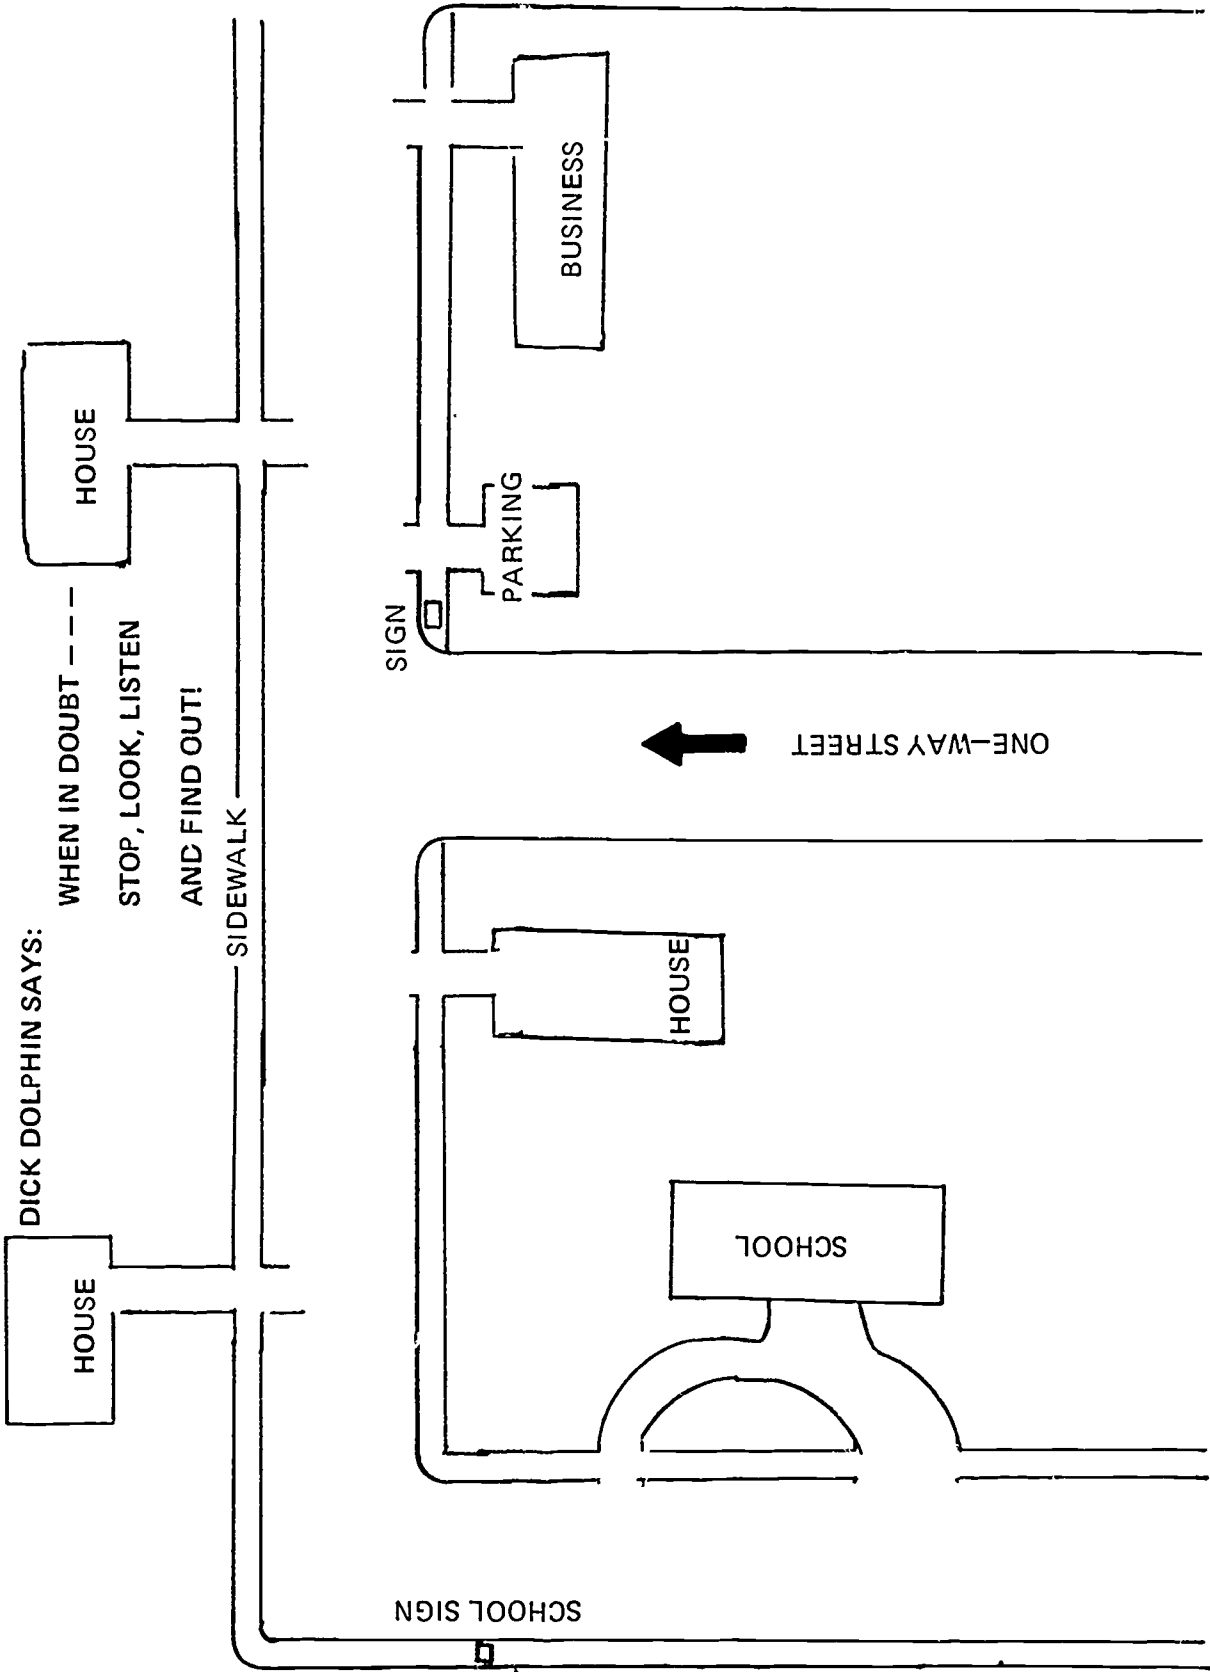 DICK DOLPHIN SAYS:
WHEN IN DOUBT – – –
STOP, LOOK, LISTEN
AND FIND OUT!
HOUSE
HOUSE
SIDEWALK
SIGN
PARKING
BUSINESS
HOUSE
ONE–WAY STREET
SCHOOL
SCHOOL SIGN